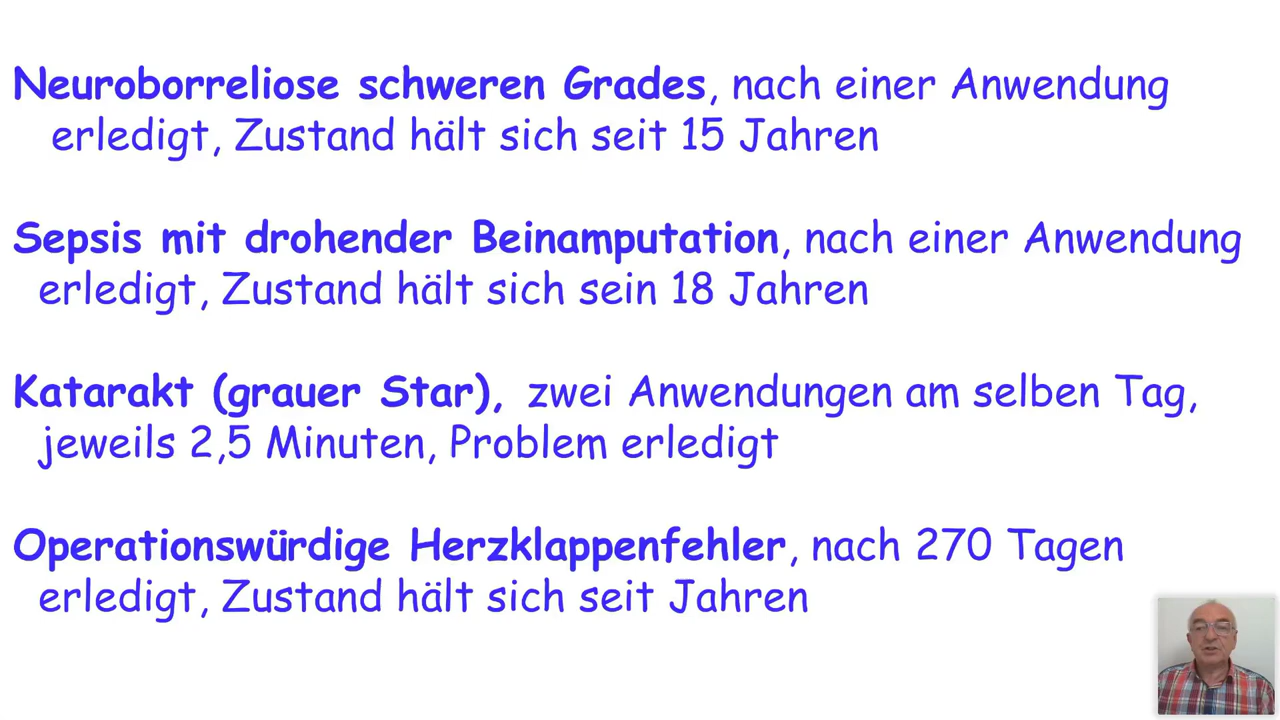 Neuroborreliose schweren Grades, nach einer Anwendung
erledigt, Zustand hält sich seit 15 Jahren
Sepsis mit drohender Beinamputation, nach einer Anwendung
erledigt, Zustand hält sich sein 18 Jahren
Katarakt (grauer Star), zwei Anwendungen am selben Tag,
jeweils 2,5 Minuten, Problem erledigt
Operationswürdige Herzklappenfehler, nach 270 Tagen
erledigt, Zustand hält sich seit Jahren